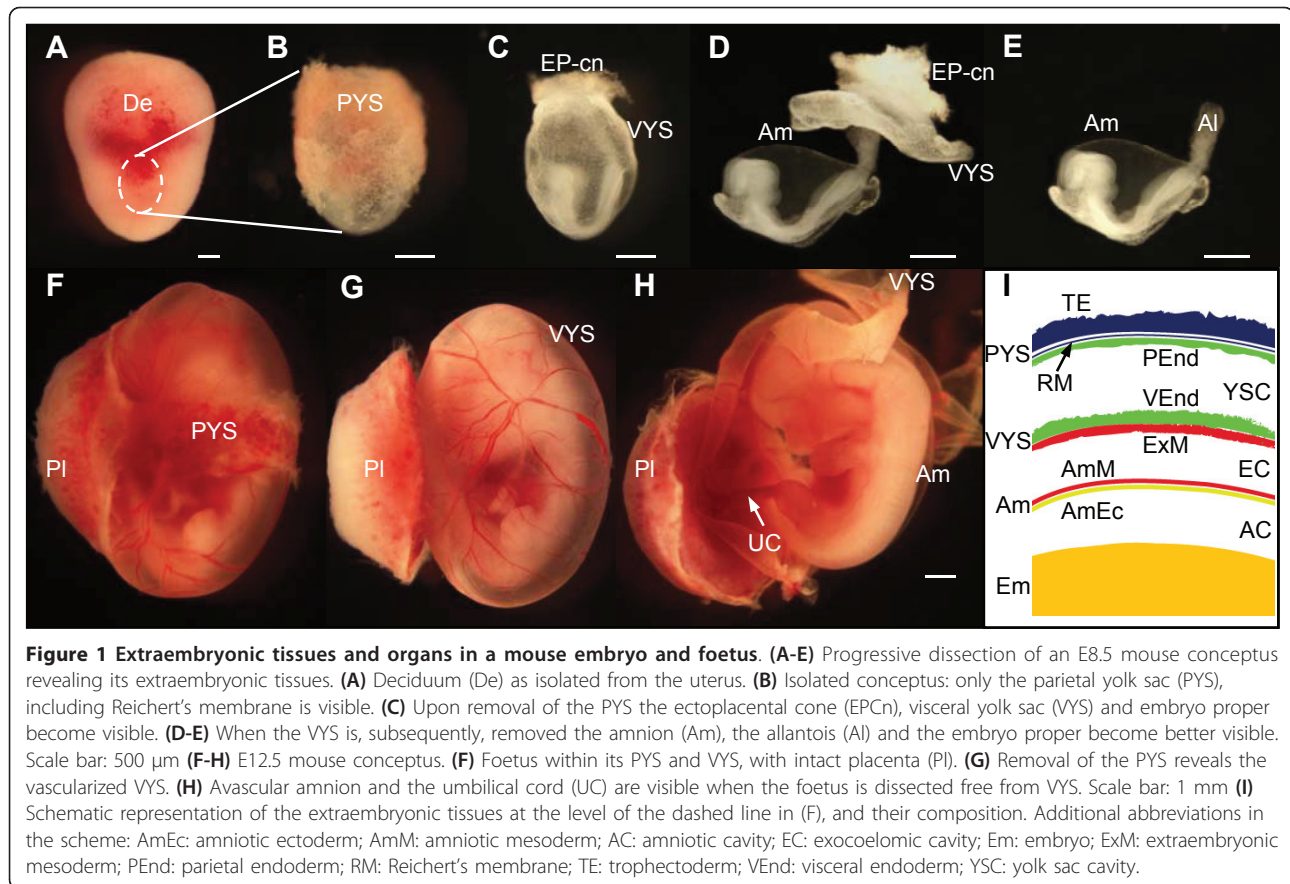 A
B
C
D
E
De
PYS
EP-cn
VYS
Am
EP-cn
VYS
Am
Al
F
G
H
I
Pl
PYS
Pl
VYS
Pl
UC
VYS
Am
TE
PYS
RM
PEnd
YSC
VEnd
VYS
ExM
AmM
EC
Am
AmEc
AC
Em
Figure 1 Extraembryonic tissues and organs in a mouse embryo and foetus. (A-E) Progressive dissection of an E8.5 mouse conceptus
revealing its extraembryonic tissues. (A) Deciduum (De) as isolated from the uterus. (B) Isolated conceptus: only the parietal yolk sac (PYS),
including Reichert's membrane is visible. (C) Upon removal of the PYS the ectoplacental cone (EPCn), visceral yolk sac (VYS) and embryo proper
become visible. (D-E) When the VYS is, subsequently, removed the amnion (Am), the allantois (Al) and the embryo proper become better visible.
Scale bar: 500 μm (F-H) E12.5 mouse conceptus. (F) Foetus within its PYS and VYS, with intact placenta (Pl). (G) Removal of the PYS reveals the
vascularized VYS. (H) Avascular amnion and the umbilical cord (UC) are visible when the foetus is dissected free from VYS. Scale bar: 1 mm (I)
Schematic representation of the extraembryonic tissues at the level of the dashed line in (F), and their composition. Additional abbreviations in
the scheme: AmEc: amniotic ectoderm; AmM: amniotic mesoderm; AC: amniotic cavity; EC: exocoelomic cavity; Em: embryo; ExM: extraembryonic
mesoderm; PEnd: parietal endoderm; RM: Reichert's membrane; TE: trophectoderm; VEnd: visceral endoderm; YSC: yolk sac cavity.